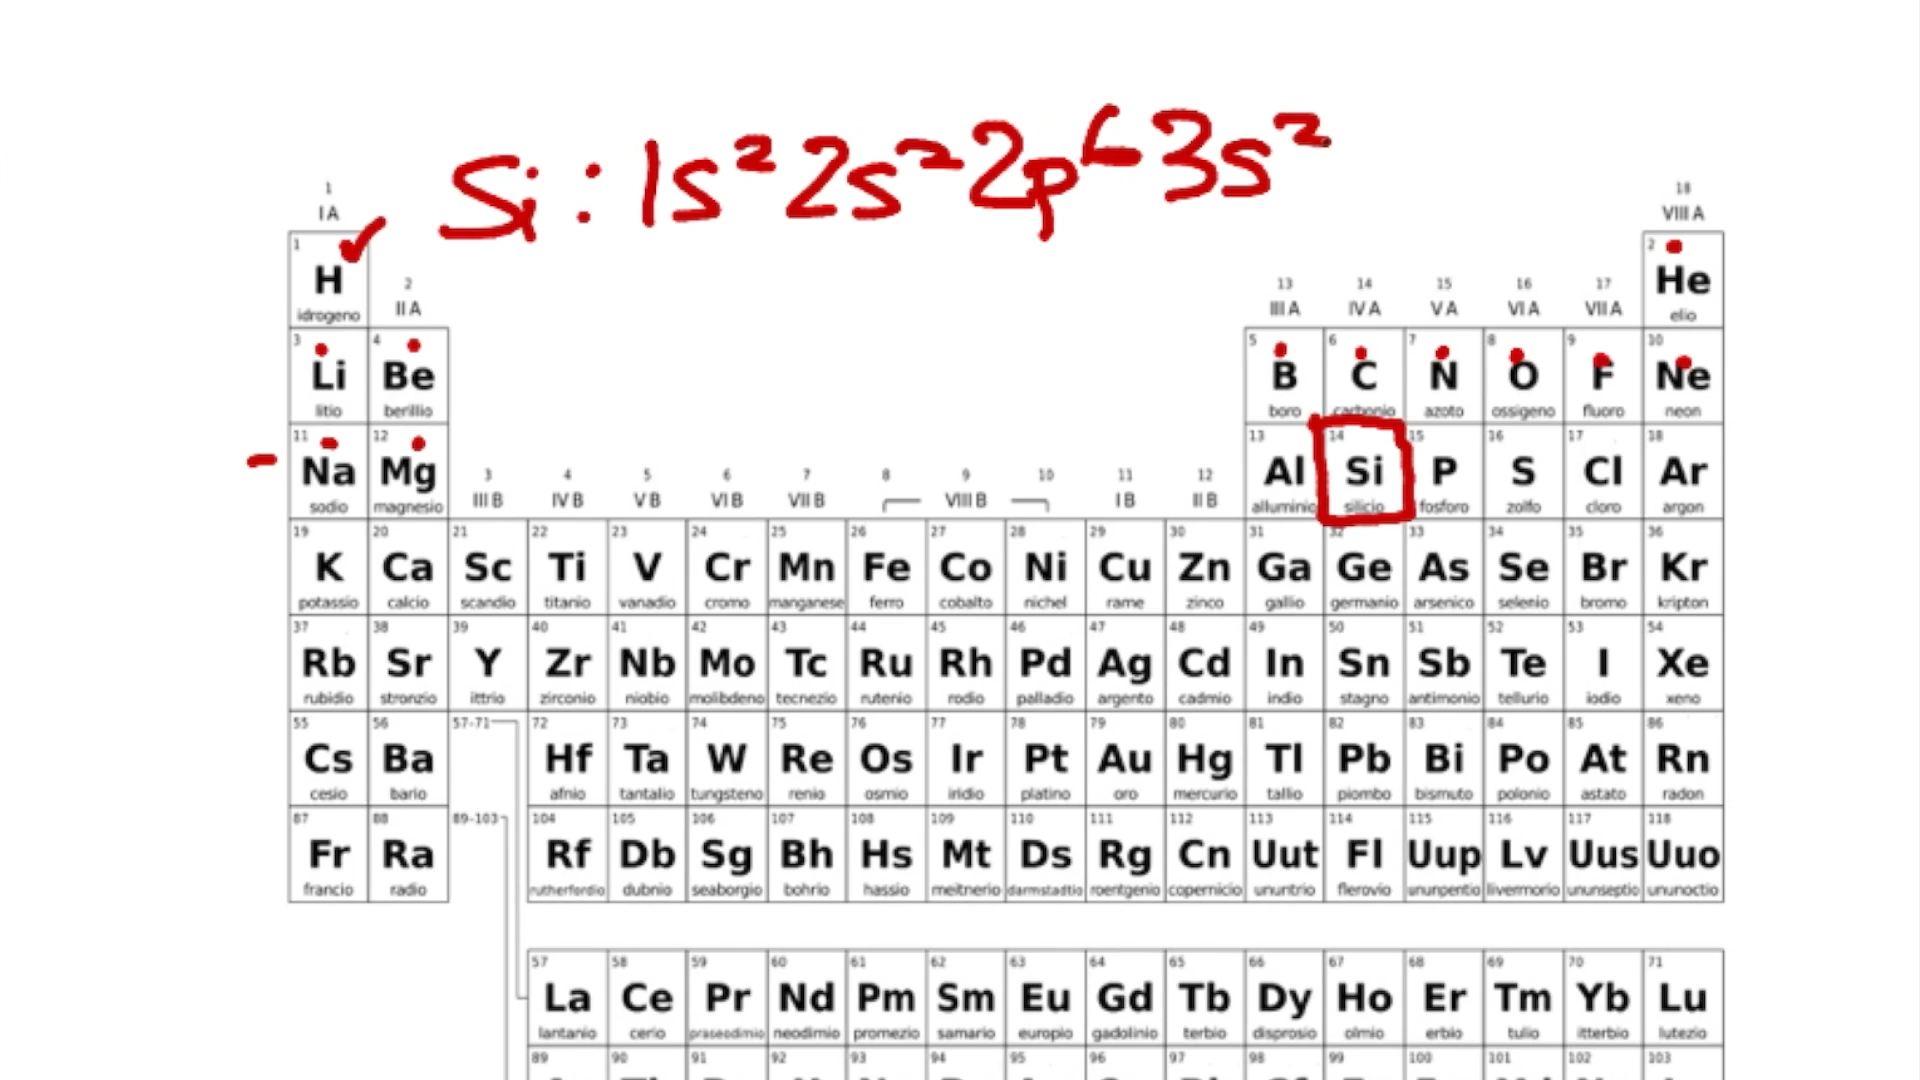 Si : 1s² 2s² 2p⁶ 3s²
1 18
I A VIII A
1 2
H He
idrogeno elio
2 13 14 15 16 17
II A III A IV A V A VI A VII A
3 4 5 6 7 8 9 10
Li Be B C N O F Ne
litio berillio boro carbonio azoto ossigeno fluoro neon
11 12 13 14 15 16 17 18
Na Mg Al Si P S Cl Ar
sodio magnesio alluminio silicio fosforo zolfo cloro argon
3 4 5 6 7 8 9 10 11 12
III B IV B V B VI B VII B VIII B I B II B
19 20 21 22 23 24 25 26 27 28 29 30 31 32 33 34 35 36
K Ca Sc Ti V Cr Mn Fe Co Ni Cu Zn Ga Ge As Se Br Kr
potassio calcio scandio titanio vanadio cromo manganese ferro cobalto nichel rame zinco gallio germanio arsenico selenio bromo kripton
37 38 39 40 41 42 43 44 45 46 47 48 49 50 51 52 53 54
Rb Sr Y Zr Nb Mo Tc Ru Rh Pd Ag Cd In Sn Sb Te I Xe
rubidio stronzio ittrio zirconio niobio molibdeno tecnezio rutenio rodio palladio argento cadmio indio stagno antimonio tellurio iodio xeno
55 56 57-71 72 73 74 75 76 77 78 79 80 81 82 83 84 85 86
Cs Ba Hf Ta W Re Os Ir Pt Au Hg Tl Pb Bi Po At Rn
cesio bario afnio tantalio tungsteno renio osmio iridio platino oro mercurio tallio piombo bismuto polonio astato radon
87 88 89-103 104 105 106 107 108 109 110 111 112 113 114 115 116 117 118
Fr Ra Rf Db Sg Bh Hs Mt Ds Rg Cn Uut Fl Uup Lv Uus Uuo
francio radio rutherfordio dubnio seaborgio bohrio hassio meitnerio darmstadtio roentgenio copernicio ununtrio flerovio ununpentio livermorio ununseptio ununoctio
57 58 59 60 61 62 63 64 65 66 67 68 69 70 71
La Ce Pr Nd Pm Sm Eu Gd Tb Dy Ho Er Tm Yb Lu
lantanio cerio praseodimio neodimio promezio samario europio gadolinio terbio disprosio olmio erbio tulio itterbio lutezio
89 90 91 92 93 94 95 96 97 98 99 100 101 102 103